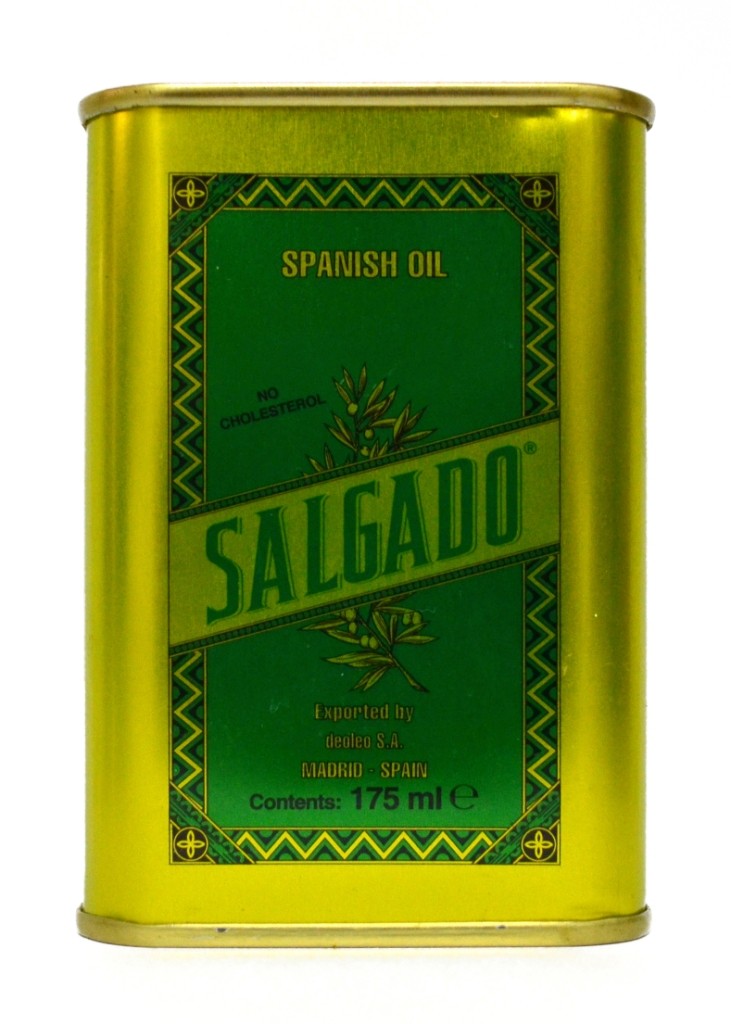 SPANISH OIL
NO
CHOLESTEROL
SALGADO®
Exported by
deoleo S.A.
MADRID - SPAIN
Contents: 175 ml ℮